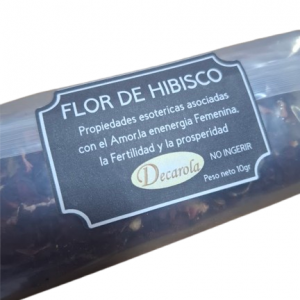 FLOR DE HIBISCO
Propiedades esotericas asociadas
con el Amor,la enenergia Femenina,
la Fertilidad y la prosperidad
Decarola
NO INGERIR
Peso neto 10gr